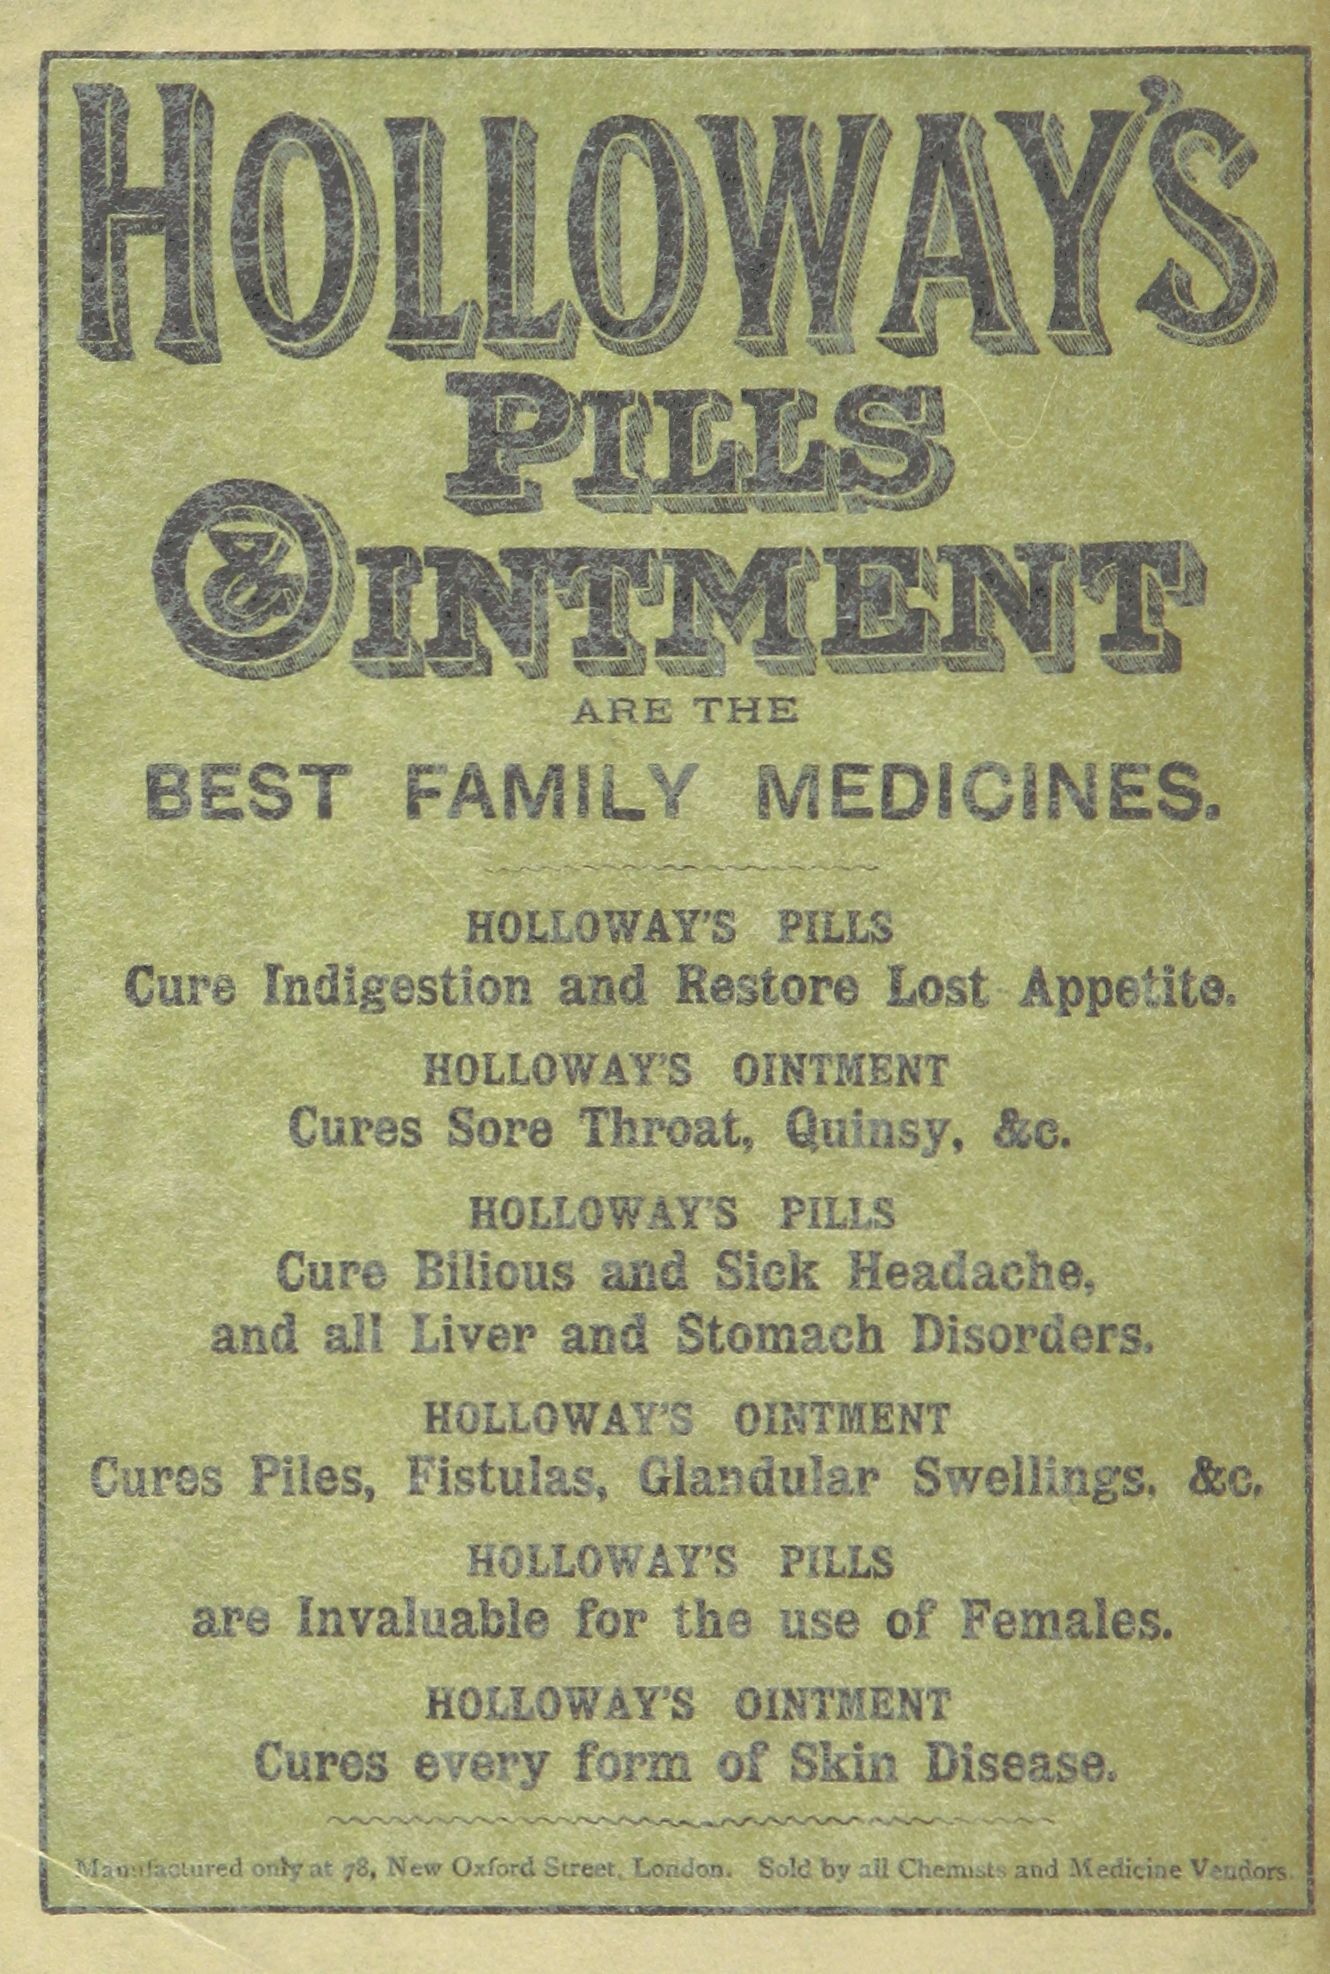 HOLLOWAY'S
PILLS
& OINTMENT
ARE THE
BEST FAMILY MEDICINES.
HOLLOWAY'S PILLS
Cure Indigestion and Restore Lost Appetite.
HOLLOWAY'S OINTMENT
Cures Sore Throat, Quinsy, &c.
HOLLOWAY'S PILLS
Cure Bilious and Sick Headache,
and all Liver and Stomach Disorders.
HOLLOWAY'S OINTMENT
Cures Piles, Fistulas, Glandular Swellings, &c.
HOLLOWAY'S PILLS
are Invaluable for the use of Females.
HOLLOWAY'S OINTMENT
Cures every form of Skin Disease.
Manufactured only at 78, New Oxford Street, London. Sold by all Chemists and Medicine Vendors.